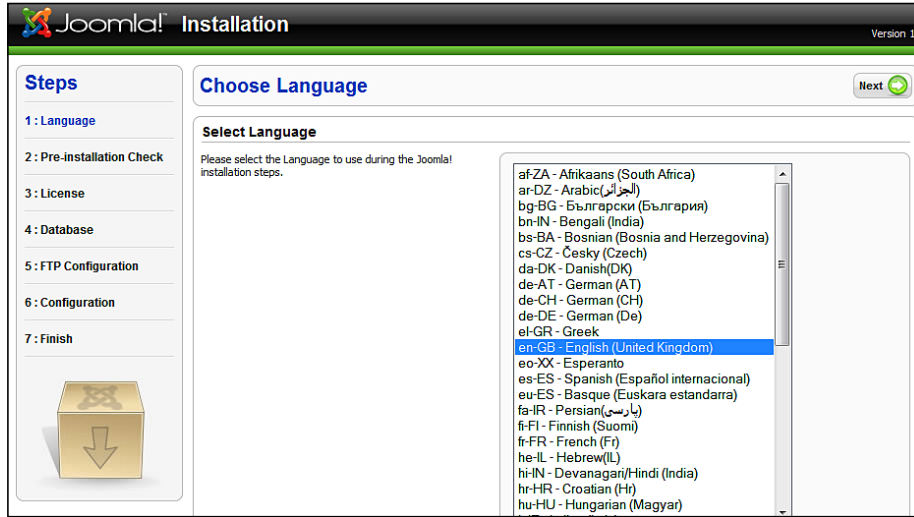 Joomla! Installation
Version 1
Steps
1 : Language
2 : Pre-installation Check
3 : License
4 : Database
5 : FTP Configuration
6 : Configuration
7 : Finish
Choose Language
Next
Select Language
Please select the Language to use during the Joomla!
installation steps.
af-ZA - Afrikaans (South Africa)
ar-DZ - Arabic(الجزائر)
bg-BG - Български (България)
bn-IN - Bengali (India)
bs-BA - Bosnian (Bosnia and Herzegovina)
cs-CZ - Česky (Czech)
da-DK - Danish(DK)
de-AT - German (AT)
de-CH - German (CH)
de-DE - German (De)
el-GR - Greek
en-GB - English (United Kingdom)
eo-XX - Esperanto
es-ES - Spanish (Español internacional)
eu-ES - Basque (Euskara estandarra)
fa-IR - Persian(پارسی)
fi-FI - Finnish (Suomi)
fr-FR - French (Fr)
he-IL - Hebrew(IL)
hi-IN - Devanagari/Hindi (India)
hr-HR - Croatian (Hr)
hu-HU - Hungarian (Magyar)